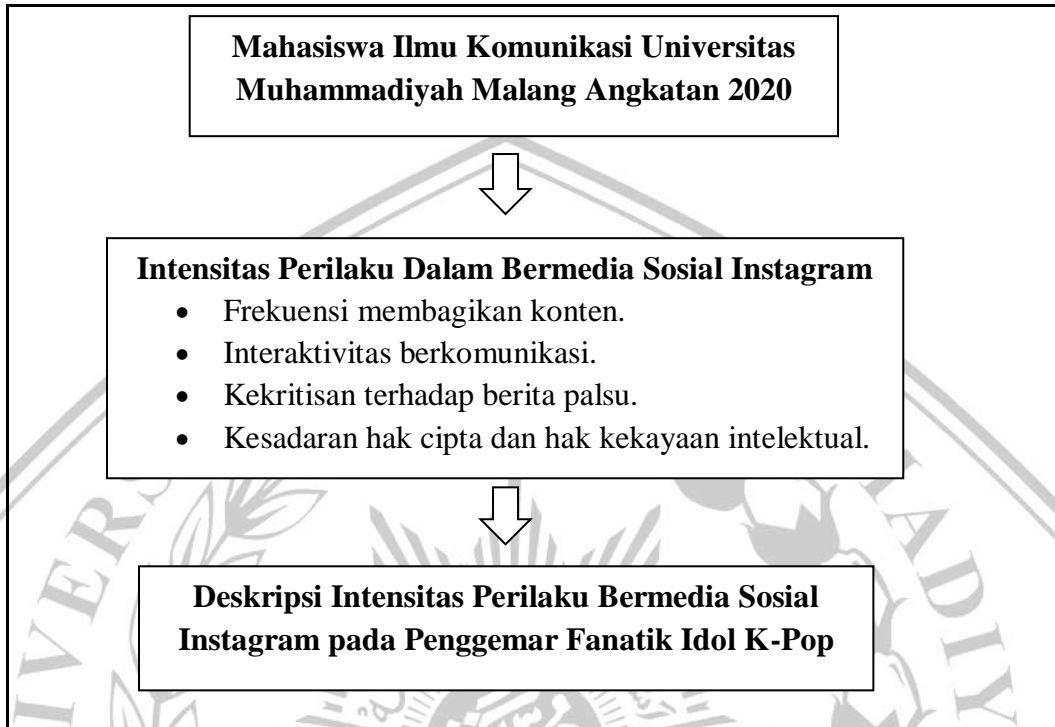 Mahasiswa Ilmu Komunikasi Universitas
Muhammadiyah Malang Angkatan 2020
Intensitas Perilaku Dalam Bermedia Sosial Instagram
• Frekuensi membagikan konten.
• Interaktivitas berkomunikasi.
• Kekritisan terhadap berita palsu.
• Kesadaran hak cipta dan hak kekayaan intelektual.
Deskripsi Intensitas Perilaku Bermedia Sosial
Instagram pada Penggemar Fanatik Idol K-Pop